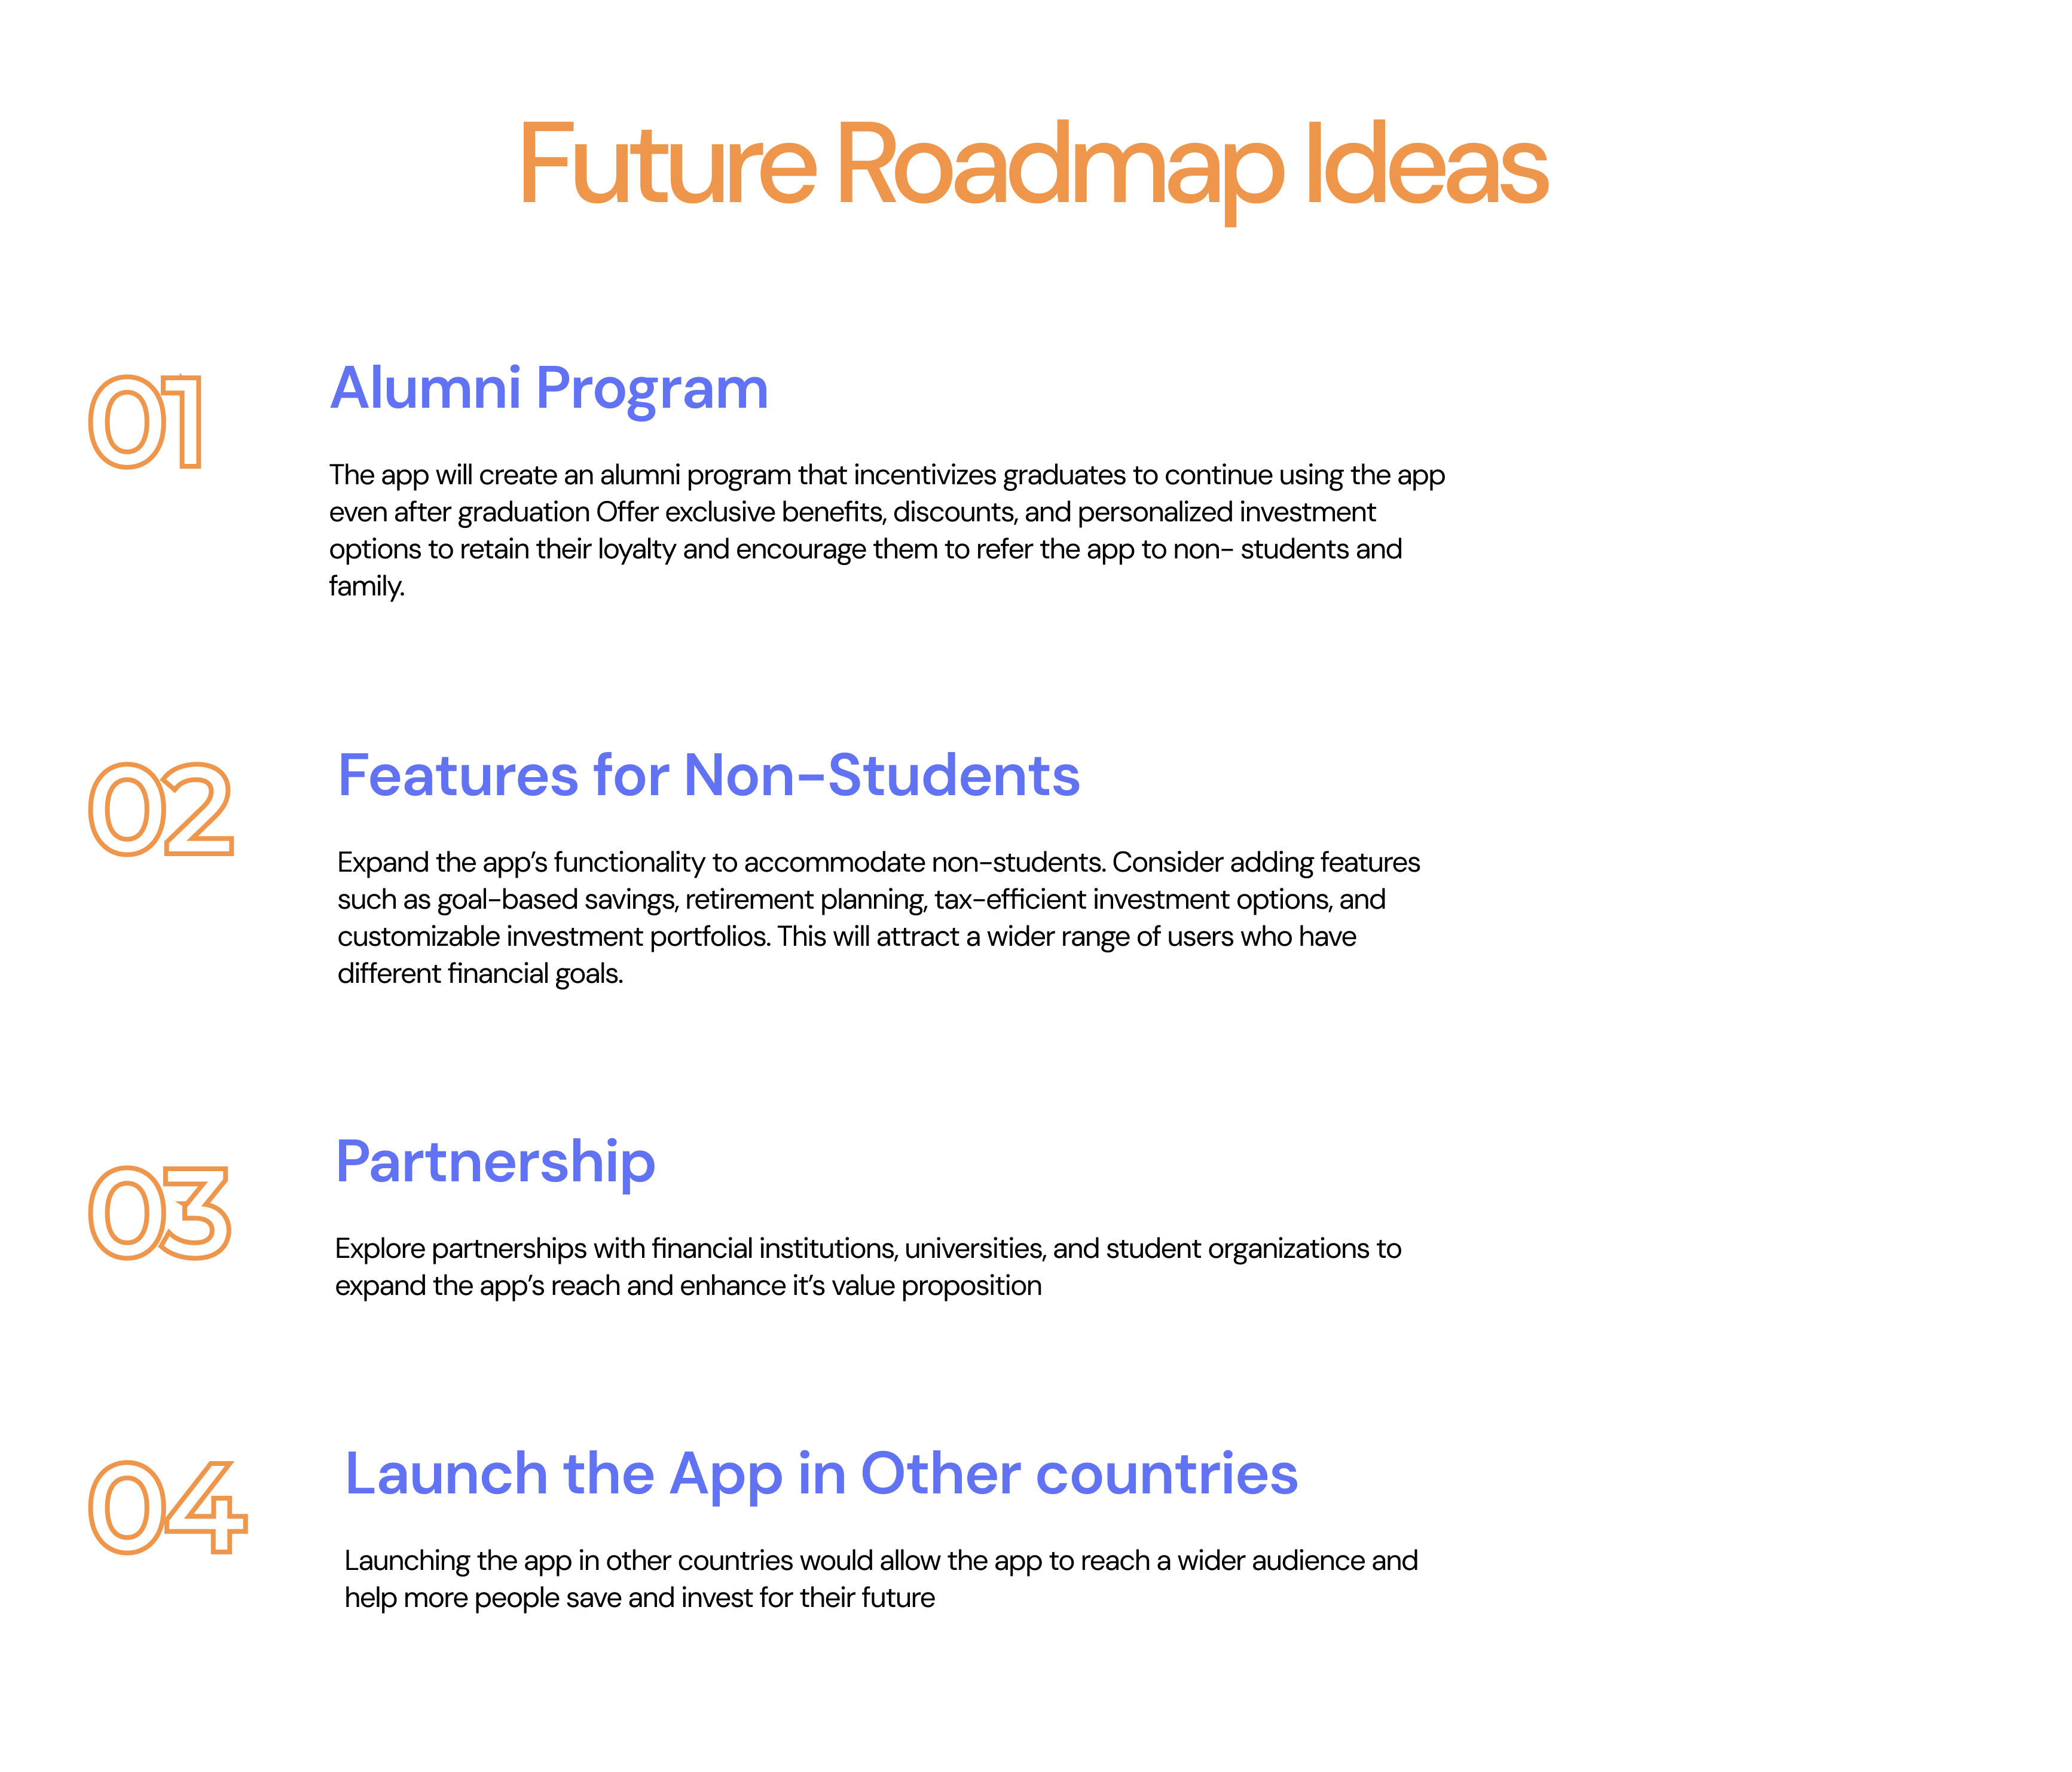 Future Roadmap Ideas
01
Alumni Program
The app will create an alumni program that incentivizes graduates to continue using the app
even after graduation Offer exclusive benefits, discounts, and personalized investment
options to retain their loyalty and encourage them to refer the app to non- students and
family.
02
Features for Non-Students
Expand the app’s functionality to accommodate non-students. Consider adding features
such as goal-based savings, retirement planning, tax-efficient investment options, and
customizable investment portfolios. This will attract a wider range of users who have
different financial goals.
03
Partnership
Explore partnerships with financial institutions, universities, and student organizations to
expand the app’s reach and enhance it’s value proposition
04
Launch the App in Other countries
Launching the app in other countries would allow the app to reach a wider audience and
help more people save and invest for their future